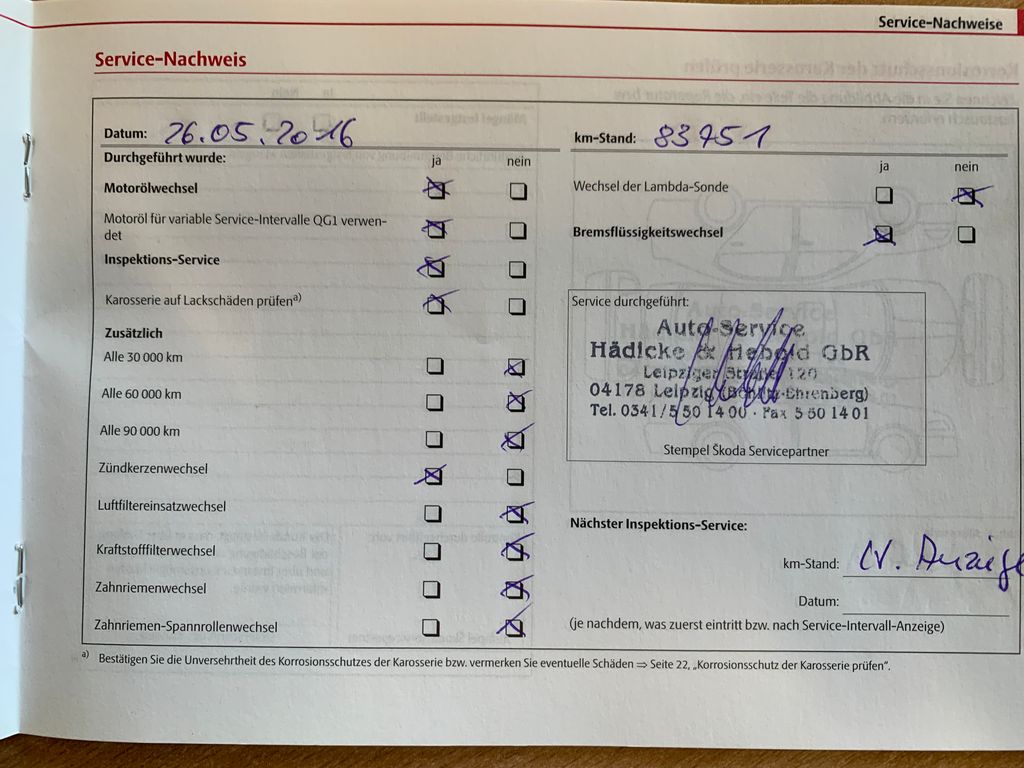 Service-Nachweise
Service-Nachweis
Datum: 26.05.2016
km-Stand: 83751
Durchgeführt wurde: ja nein
ja nein
Motorölwechsel
Wechsel der Lambda-Sonde
Motoröl für variable Service-Intervalle QG1 verwen-
det
Bremsflüssigkeitswechsel
Inspektions-Service
Karosserie auf Lackschäden prüfen a)
Zusätzlich
Alle 30 000 km
Alle 60 000 km
Alle 90 000 km
Zündkerzenwechsel
Luftfiltereinsatzwechsel
Kraftstofffilterwechsel
Zahnriemenwechsel
Zahnriemen-Spannrollenwechsel
Service durchgeführt:
Auto-Service
Hädicke & Hebold GbR
Leipziger Straße 120
04178 Leipzig (Böhlitz-Ehrenberg)
Tel. 0341/5 50 14 00 · Fax 5 50 14 01
Stempel Škoda Servicepartner
Nächster Inspektions-Service:
km-Stand: n. Anzeige
Datum:
(je nachdem, was zuerst eintritt bzw. nach Service-Intervall-Anzeige)
a) Bestätigen Sie die Unversehrtheit des Korrosionsschutzes der Karosserie bzw. vermerken Sie eventuelle Schäden ⇒ Seite 22, „Korrosionsschutz der Karosserie prüfen“.